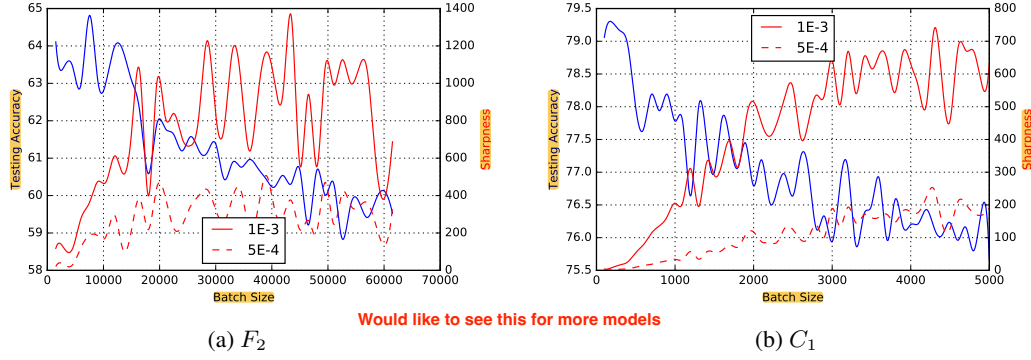 65
64
63
62
61
60
59
58
Testing Accuracy
1400
1200
1000
800
600
400
200
0
Sharpness
1E-3
5E-4
0 10000 20000 30000 40000 50000 60000 70000
Batch Size
79.5
79.0
78.5
78.0
77.5
77.0
76.5
76.0
75.5
Testing Accuracy
800
700
600
500
400
300
200
100
0
Sharpness
1E-3
5E-4
0 1000 2000 3000 4000 5000
Batch Size
Would like to see this for more models
(a) F2
(b) C1